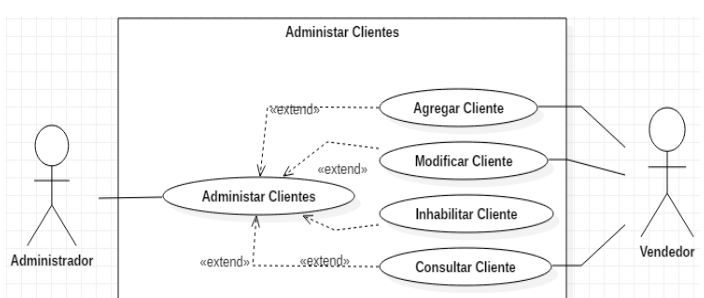 Administar Clientes
«extend»
Agregar Cliente
«extend»
Modificar Cliente
Administar Clientes
Inhabilitar Cliente
«extend»
«extend»
Consultar Cliente
Administrador
Vendedor